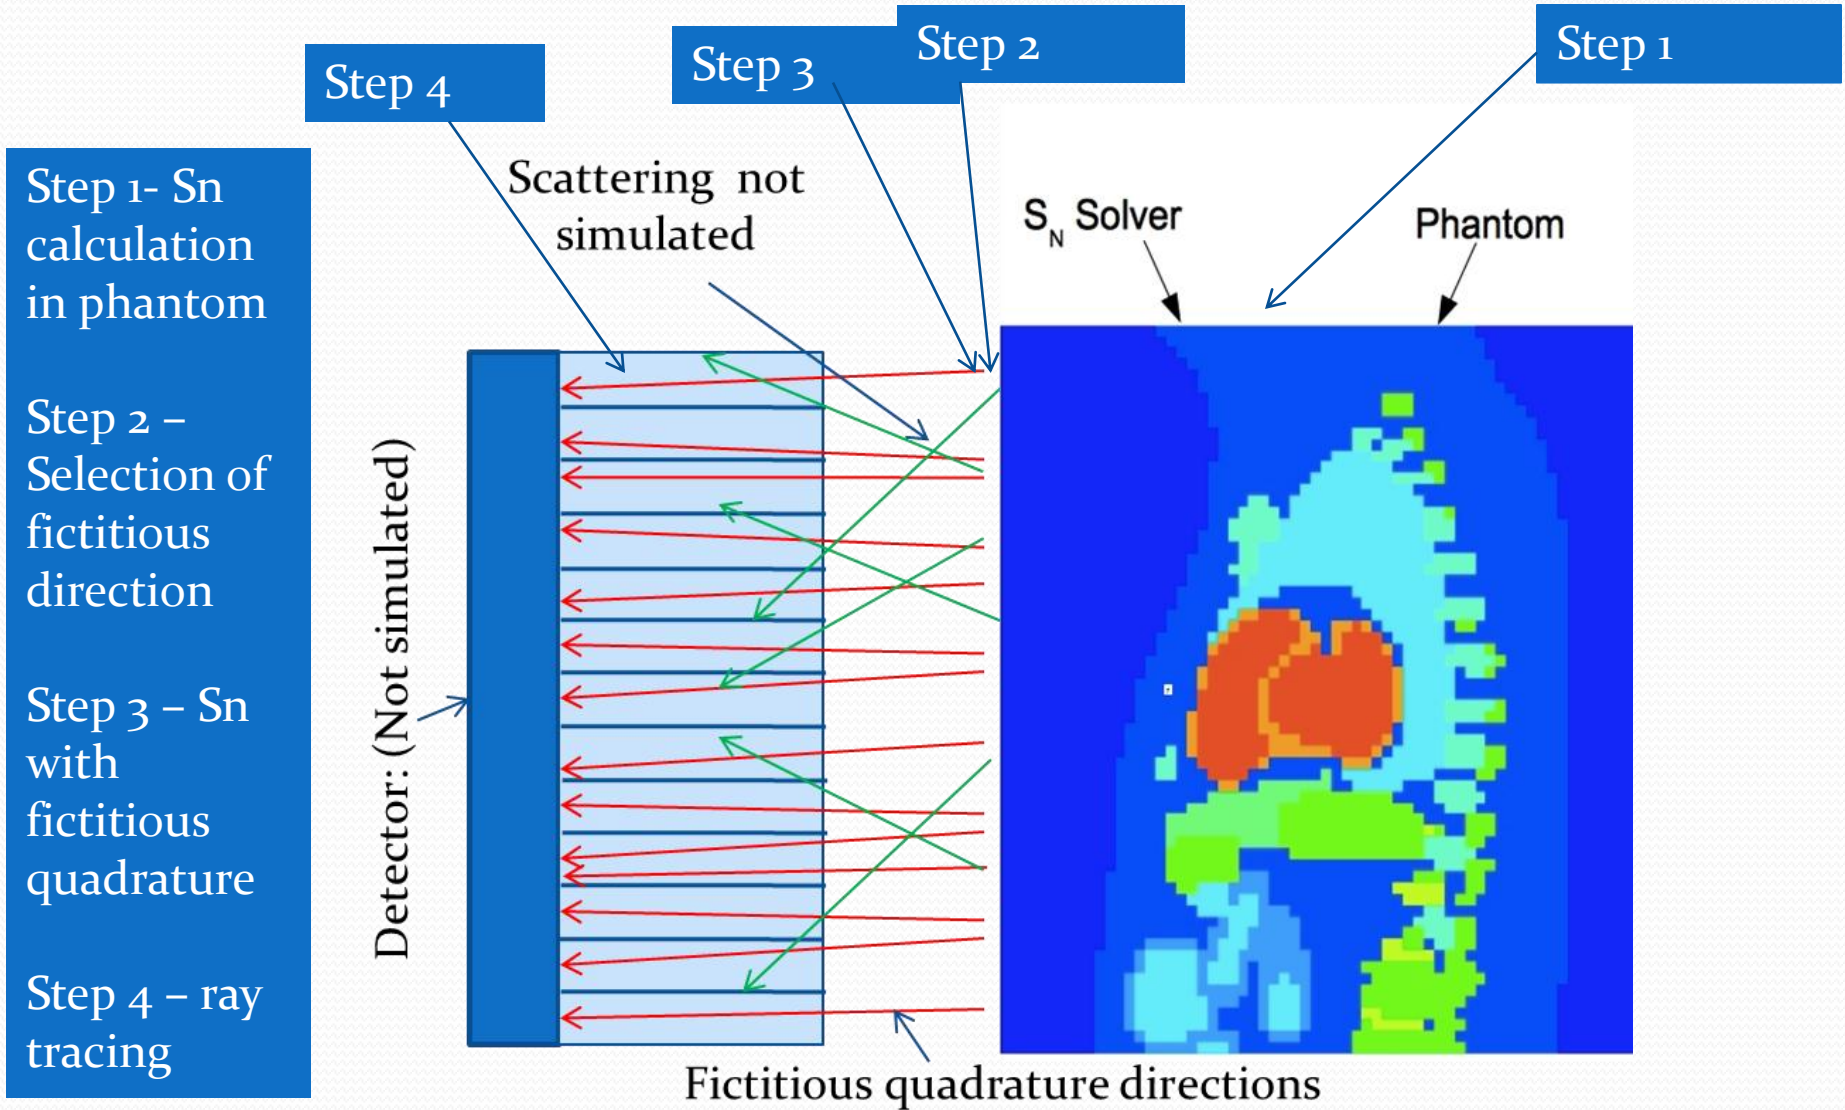 Step 4
Step 3
Step 2
Step 1
Step 1- Sn
calculation
in phantom
Step 2 –
Selection of
fictitious
direction
Step 3 – Sn
with
fictitious
quadrature
Step 4 – ray
tracing
Scattering not
simulated
S_N Solver
Phantom
Detector: (Not simulated)
Fictitious quadrature directions